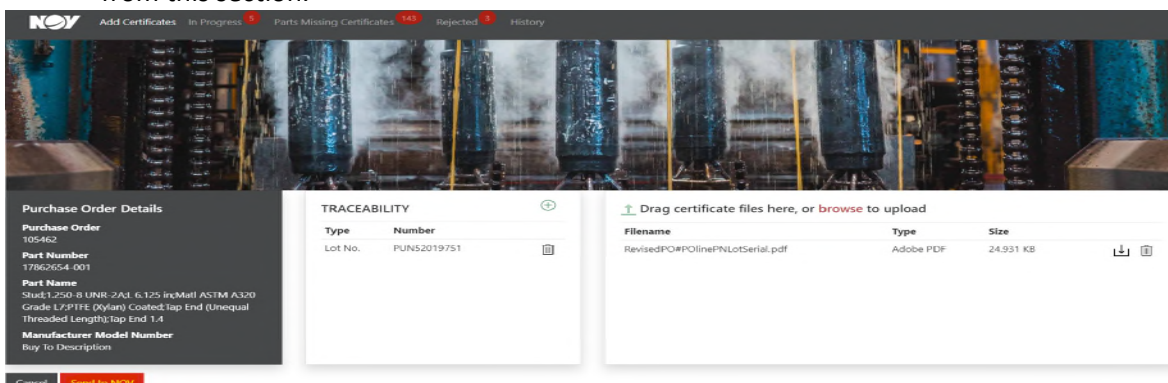 from this section.
NOV Add Certificates In Progress 5 Parts Missing Certificates 143 Rejected 3 History
Purchase Order Details
Purchase Order
105462
Part Number
17862654-001
Part Name
Stud;1.250-8 UNR-2A;L 6.125 in;Matl ASTM A320
Grade L7;PTFE (Xylan) Coated;Tap End (Unequal
Threaded Length);Tap End 1.4
Manufacturer Model Number
Buy To Description
TRACEABILITY
Type Number
Lot No. PUN52019751
Drag certificate files here, or browse to upload
Filename Type Size
RevisedPO#POlinePNLotSerial.pdf Adobe PDF 24.931 KB
Cancel Send to NOV